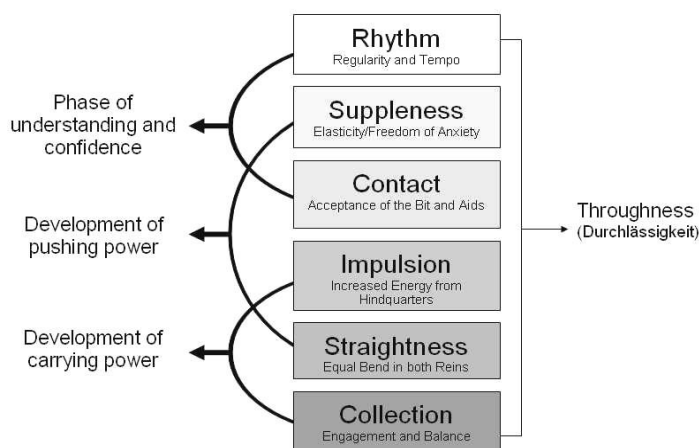 Rhythm
Regularity and Tempo
Suppleness
Elasticity/Freedom of Anxiety
Contact
Acceptance of the Bit and Aids
Impulsion
Increased Energy from
Hindquarters
Straightness
Equal Bend in both Reins
Collection
Engagement and Balance
Phase of
understanding and
confidence
Development of
pushing power
Development of
carrying power
Throughness
(Durchlässigkeit)